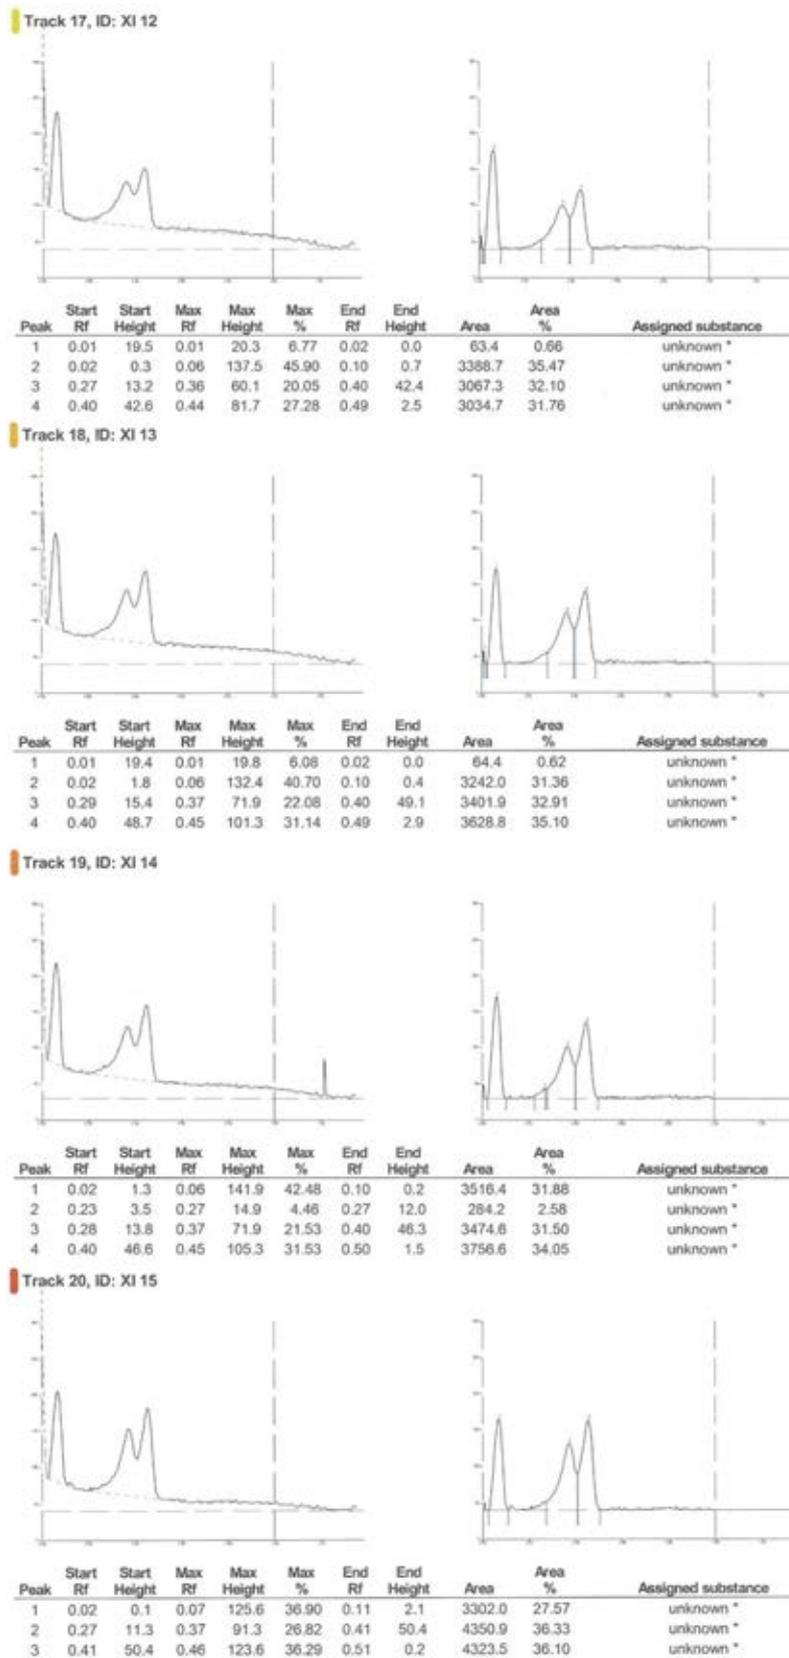 Track 17, ID: XI 12
Start Start Max Max Max End End Area
Peak Rf Height Rf Height % Rf Height Area % Assigned substance
1 0.01 19.5 0.01 20.3 6.77 0.02 0.0 63.4 0.66 unknown *
2 0.02 0.3 0.06 137.5 45.90 0.10 0.7 3388.7 35.47 unknown *
3 0.27 13.2 0.36 60.1 20.05 0.40 42.4 3067.3 32.10 unknown *
4 0.40 42.6 0.44 81.7 27.28 0.49 2.5 3034.7 31.76 unknown *
Track 18, ID: XI 13
Start Start Max Max Max End End Area
Peak Rf Height Rf Height % Rf Height Area % Assigned substance
1 0.01 19.4 0.01 19.8 6.08 0.02 0.0 64.4 0.62 unknown *
2 0.02 1.8 0.06 132.4 40.70 0.10 0.4 3242.0 31.36 unknown *
3 0.29 15.4 0.37 71.9 22.08 0.40 49.1 3401.9 32.91 unknown *
4 0.40 48.7 0.45 101.3 31.14 0.49 2.9 3628.8 35.10 unknown *
Track 19, ID: XI 14
Start Start Max Max Max End End Area
Peak Rf Height Rf Height % Rf Height Area % Assigned substance
1 0.02 1.3 0.06 141.9 42.48 0.10 0.2 3516.4 31.88 unknown *
2 0.23 3.5 0.27 14.9 4.46 0.27 12.0 284.2 2.58 unknown *
3 0.28 13.8 0.37 71.9 21.53 0.40 46.3 3474.6 31.50 unknown *
4 0.40 46.6 0.45 105.3 31.53 0.50 1.5 3756.6 34.05 unknown *
Track 20, ID: XI 15
Start Start Max Max Max End End Area
Peak Rf Height Rf Height % Rf Height Area % Assigned substance
1 0.02 0.1 0.07 125.6 36.90 0.11 2.1 3302.0 27.57 unknown *
2 0.27 11.3 0.37 91.3 26.82 0.41 50.4 4350.9 36.33 unknown *
3 0.41 50.4 0.46 123.6 36.29 0.51 0.2 4323.5 36.10 unknown *